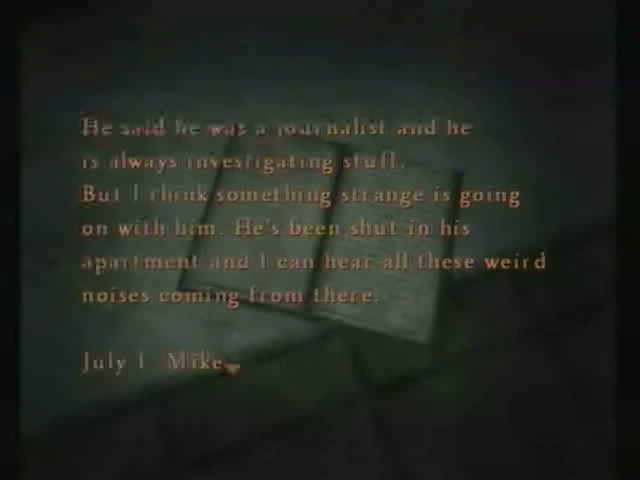 He said he was a journalist and he
is always investigating stuff.
But I think something strange is going
on with him. He's been shut in his
apartment and I can hear all these weird
noises coming from there.
July 1  Mike